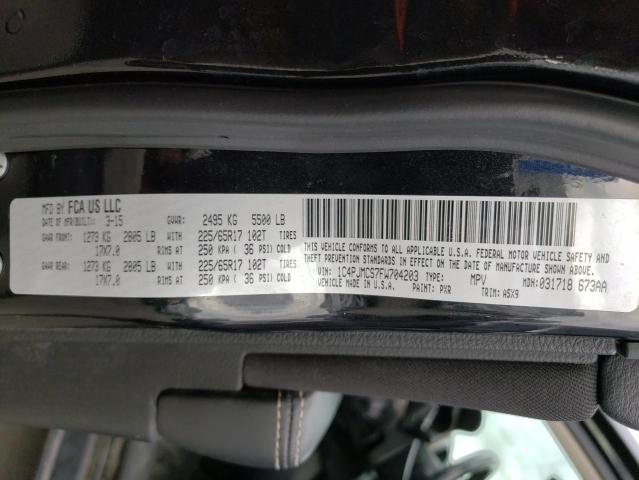 MFD BY FCA US LLC
DATE OF MFR(BUILT): 3-15 GVWR: 2495 KG 5500 LB
GAWR FRONT: 1273 KG 2805 LB WITH 225/65R17 102T TIRES
17X7.0 RIMS AT 250 KPA ( 36 PSI) COLD
GAWR REAR: 1273 KG 2805 LB WITH 225/65R17 102T TIRES
17X7.0 RIMS AT 250 KPA ( 36 PSI) COLD
THIS VEHICLE CONFORMS TO ALL APPLICABLE U.S.A. FEDERAL MOTOR VEHICLE SAFETY, BUMPER
AND THEFT PREVENTION STANDARDS IN EFFECT ON THE DATE OF MANUFACTURE SHOWN ABOVE.
VIN: 1C4PJMCS7FW704203 TYPE: MPV MDH: 031718 673AA
VEHICLE MADE IN U.S.A. PAINT: PXR TRIM: A5X9